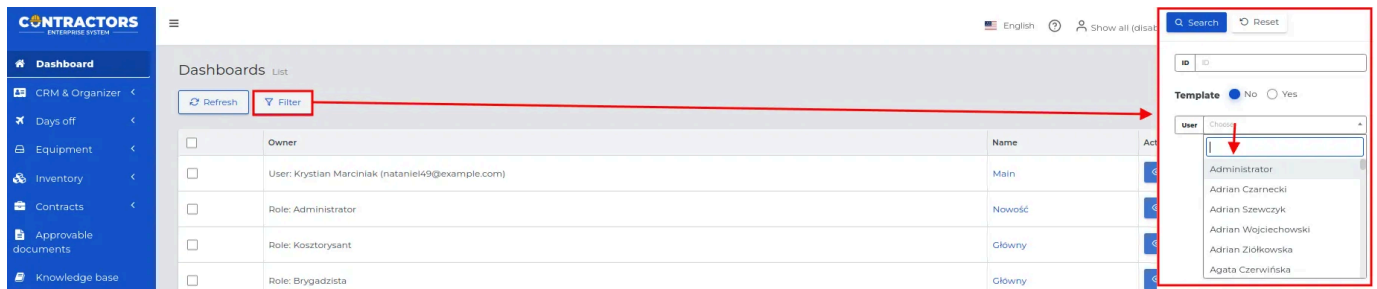 CONTRACTORS
ENTERPRISE SYSTEM
Dashboard
CRM & Organizer
Days off
Equipment
Inventory
Contracts
Approvable
documents
Knowledge base
English
Show all (disab
Dashboards List
Refresh
Filter
Owner
Name
Act
User: Krystian Marciniak (nataniel49@example.com)
Main
Role: Administrator
Nowość
Role: Kosztorysant
Główny
Role: Brygadzista
Główny
Search
Reset
ID
ID
Template
No
Yes
User
Choose
Administrator
Adrian Czarnecki
Adrian Szewczyk
Adrian Wojciechowski
Adrian Ziółkowska
Agata Czerwińska